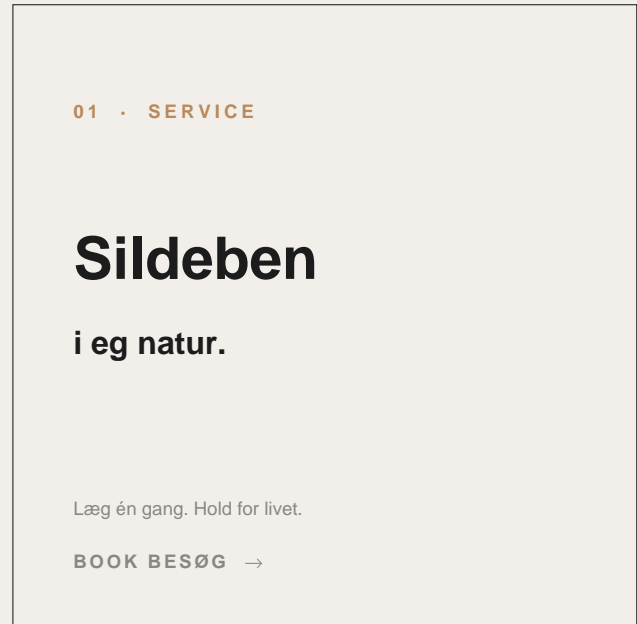 01 · SERVICE
Sildeben
i eg natur.
Læg én gang. Hold for livet.
BOOK BESØG →